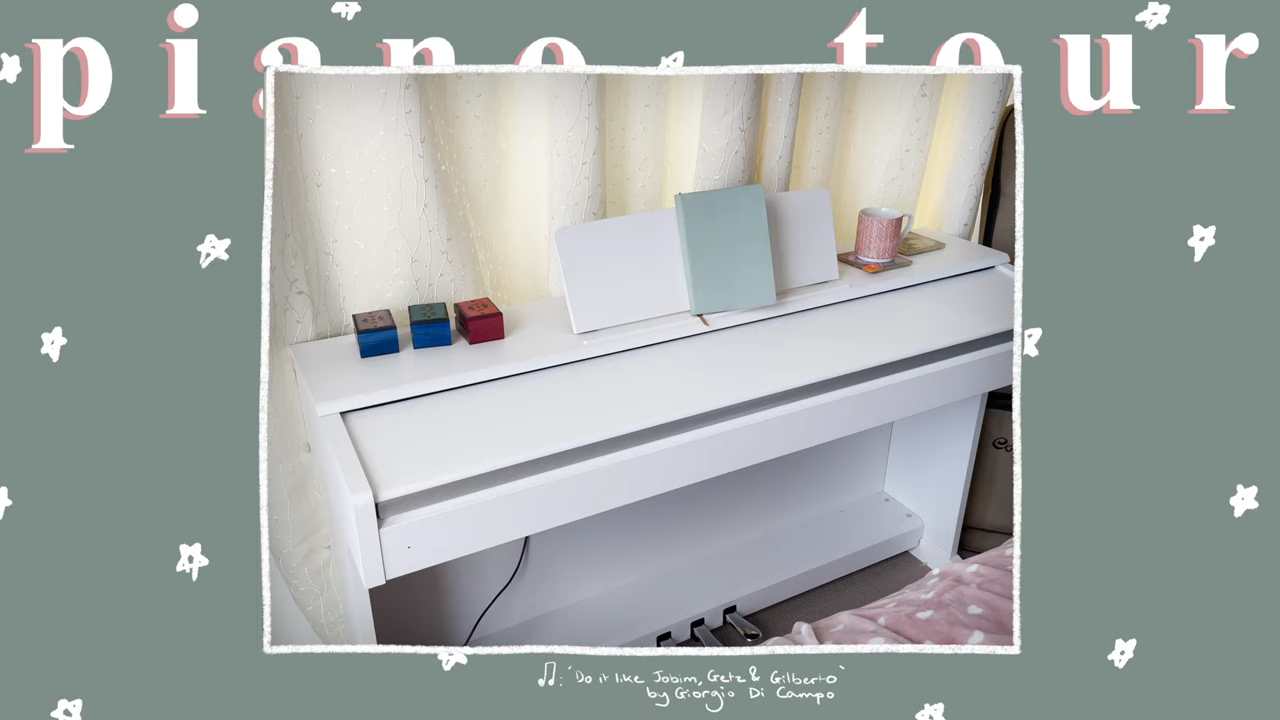 piano tour
♫: 'Do it like Jobim, Getz & Gilberto'
by Giorgio Di Campo